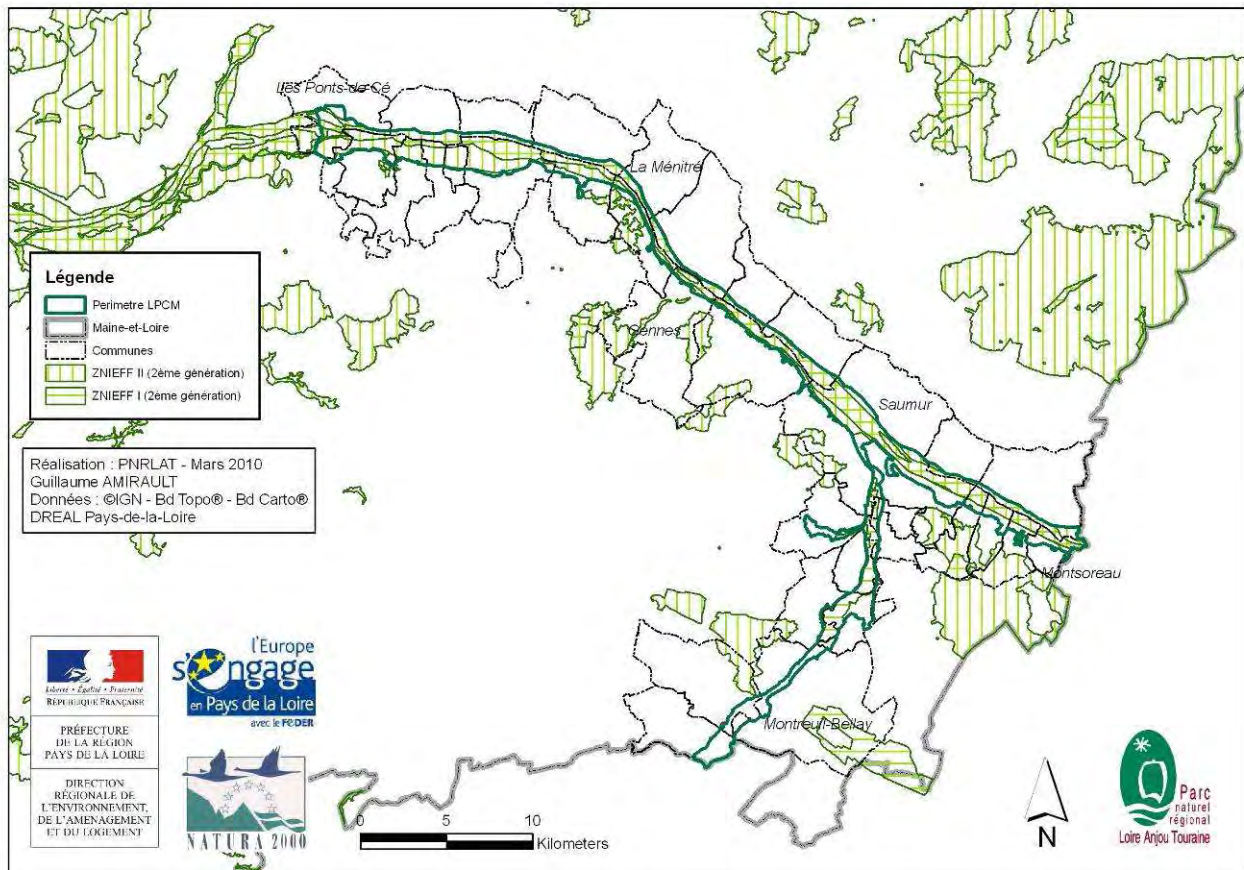 Les Ponts-de-Cé
La Ménitré
Gennes
Saumur
Montsoreau
Montreuil-Bellay
Légende
Perimetre LPCM
Maine-et-Loire
Communes
ZNIEFF II (2ème génération)
ZNIEFF I (2ème génération)
Réalisation : PNRLAT - Mars 2010
Guillaume AMIRAULT
Données : ©IGN - Bd Topo® - Bd Carto®
DREAL Pays-de-la-Loire
Liberté • Égalité • Fraternité
RÉPUBLIQUE FRANÇAISE
PRÉFECTURE
DE LA RÉGION
PAYS DE LA LOIRE
DIRECTION
RÉGIONALE DE
L'ENVIRONNEMENT,
DE L'AMÉNAGEMENT
ET DU LOGEMENT
l'Europe
s'engage
en Pays de la Loire
avec le FEDER
NATURA 2000
0 5 10
Kilometers
N
Parc
naturel
régional
Loire Anjou Touraine